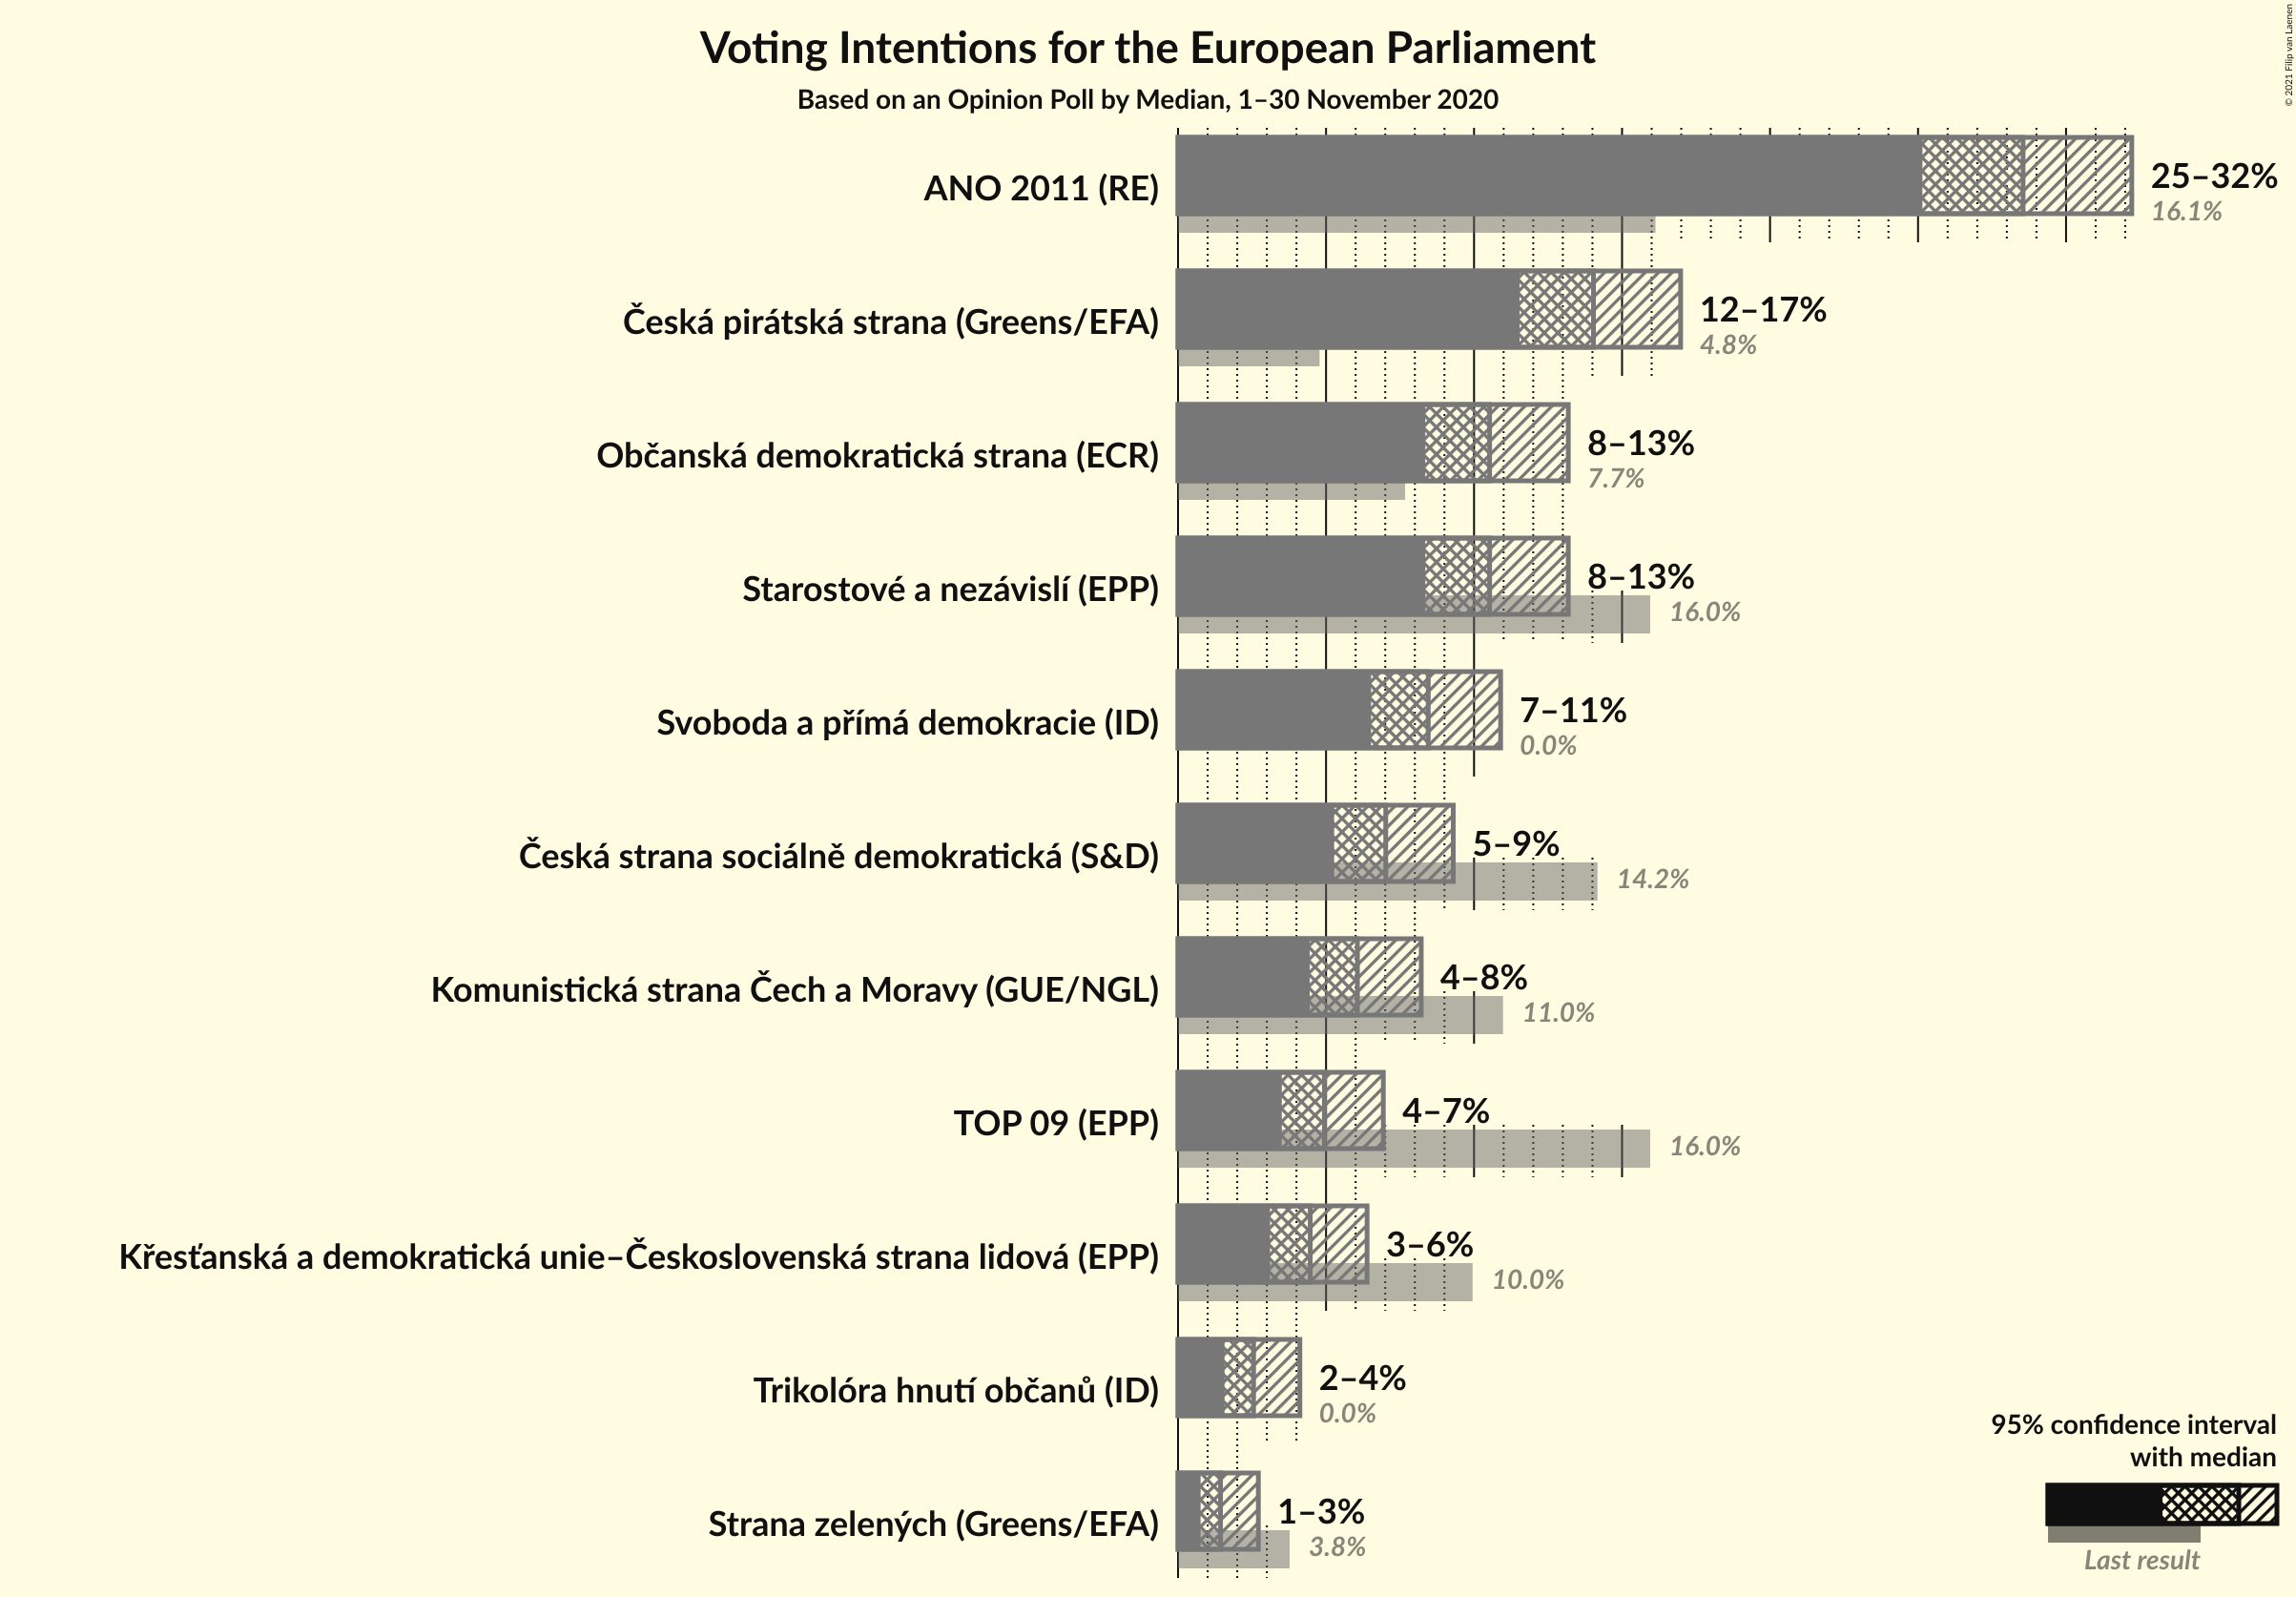 Voting Intentions for the European Parliament
Based on an Opinion Poll by Median, 1–30 November 2020
© 2021 Filip van Laenen
ANO 2011 (RE)
25–32%
16.1%
Česká pirátská strana (Greens/EFA)
12–17%
4.8%
Občanská demokratická strana (ECR)
8–13%
7.7%
Starostové a nezávislí (EPP)
8–13%
16.0%
Svoboda a přímá demokracie (ID)
7–11%
0.0%
Česká strana sociálně demokratická (S&D)
5–9%
14.2%
Komunistická strana Čech a Moravy (GUE/NGL)
4–8%
11.0%
TOP 09 (EPP)
4–7%
16.0%
Křesťanská a demokratická unie–Československá strana lidová (EPP)
3–6%
10.0%
Trikolóra hnutí občanů (ID)
2–4%
0.0%
Strana zelených (Greens/EFA)
1–3%
3.8%
95% confidence interval
with median
Last result